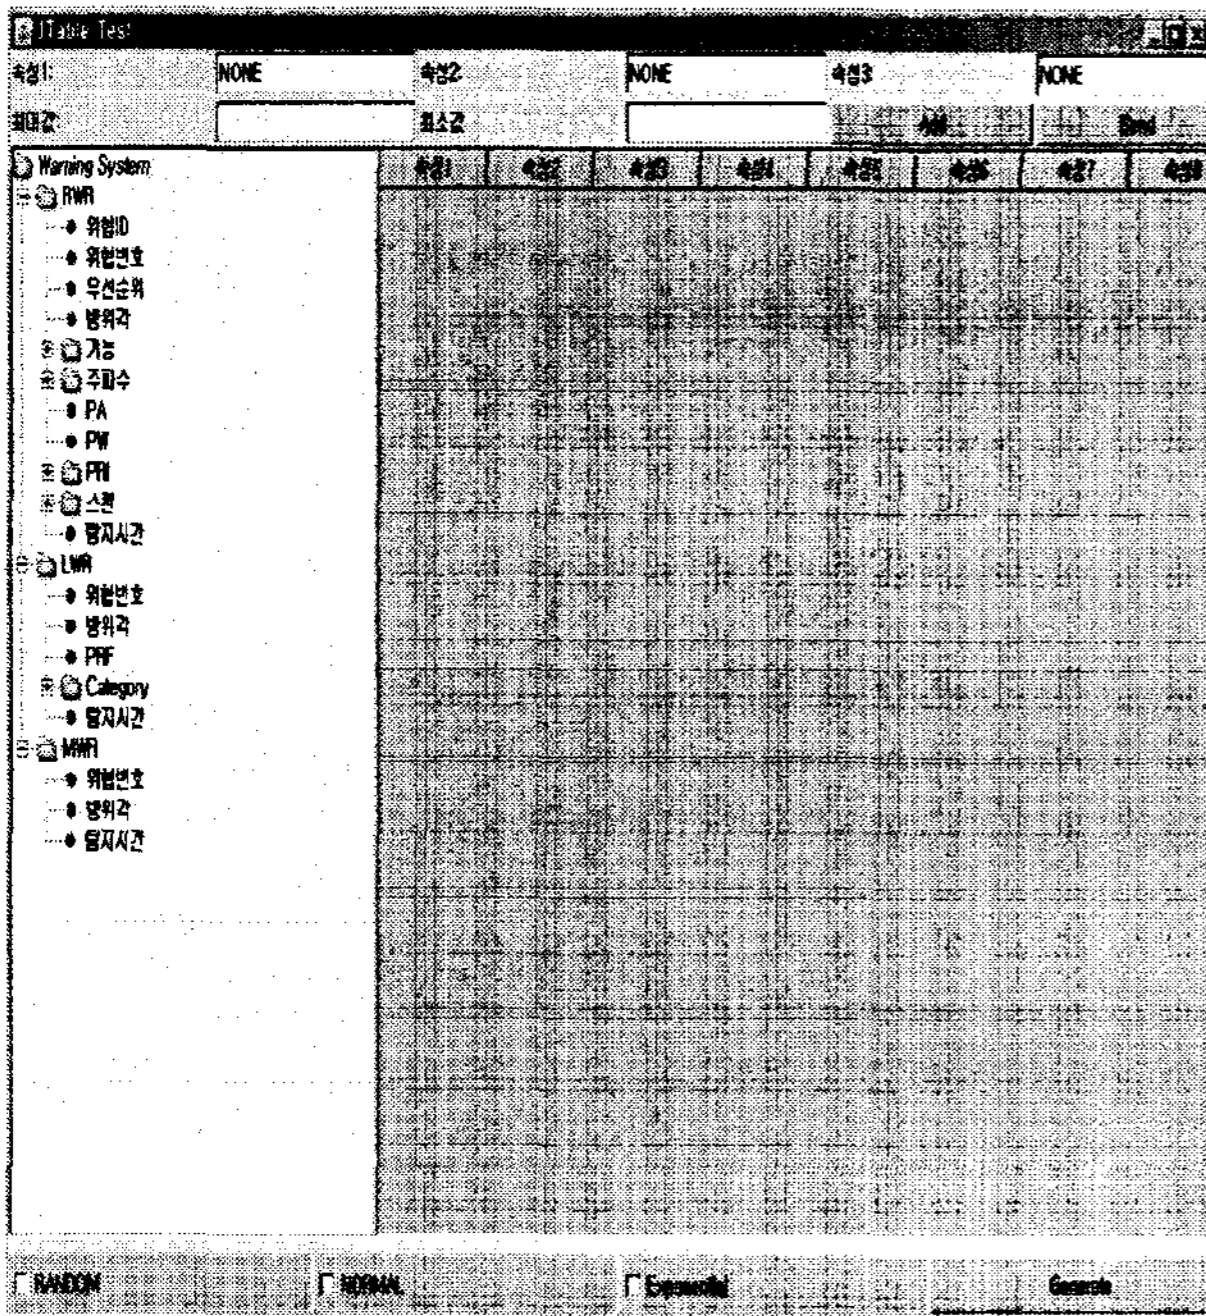 JTable Test
속성1: NONE 속성2: NONE 속성3: NONE
최대값: 최소값: Add
Warning System 속성1 속성2 속성3 속성4 속성5 속성6 속성7 속성8
RWR
위협ID
위협번호
우선순위
방위각
기능
주파수
PA
PW
PRI
스캔
탐지시간
LWR
위협번호
방위각
PRF
Category
탐지시간
MWR
위협번호
방위각
탐지시간
RANDOM NORMAL Exponential Generate